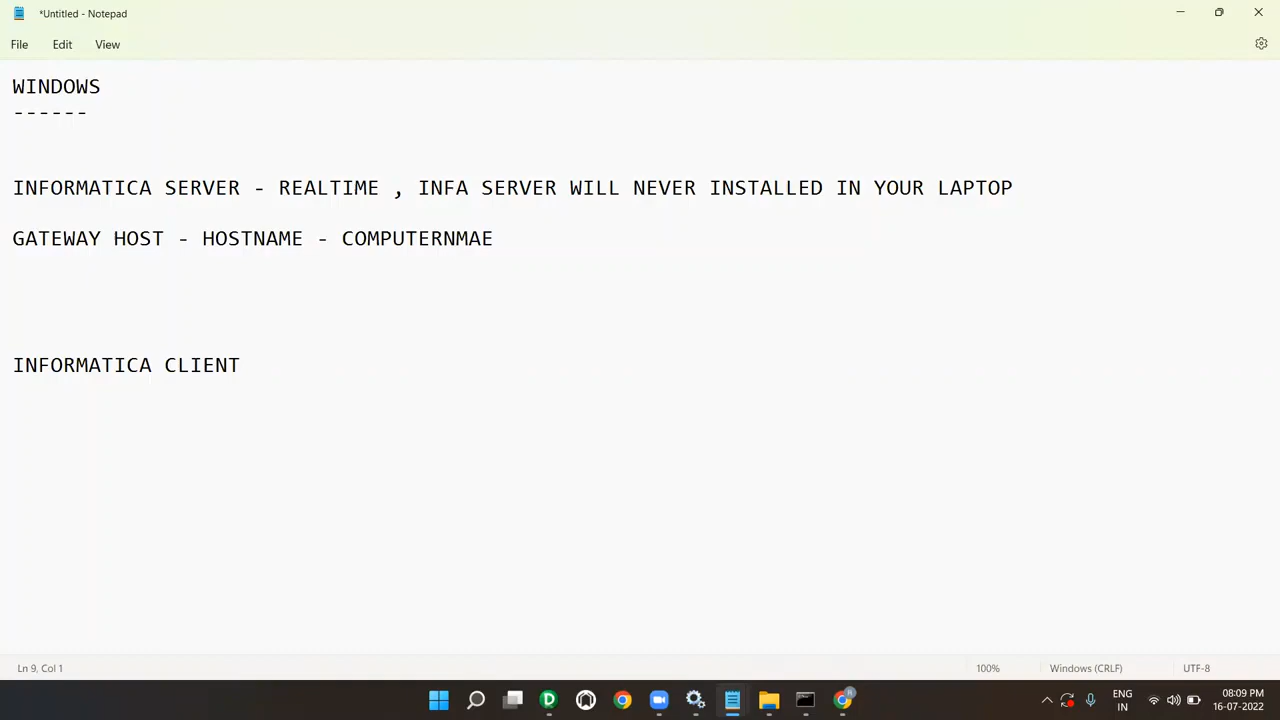 *Untitled - Notepad
File Edit View
WINDOWS
------
INFORMATICA SERVER - REALTIME , INFA SERVER WILL NEVER INSTALLED IN YOUR LAPTOP
GATEWAY HOST - HOSTNAME - COMPUTERNMAE
INFORMATICA CLIENT
Ln 9, Col 1 100% Windows (CRLF) UTF-8
ENG 08:09 PM
IN 16-07-2022